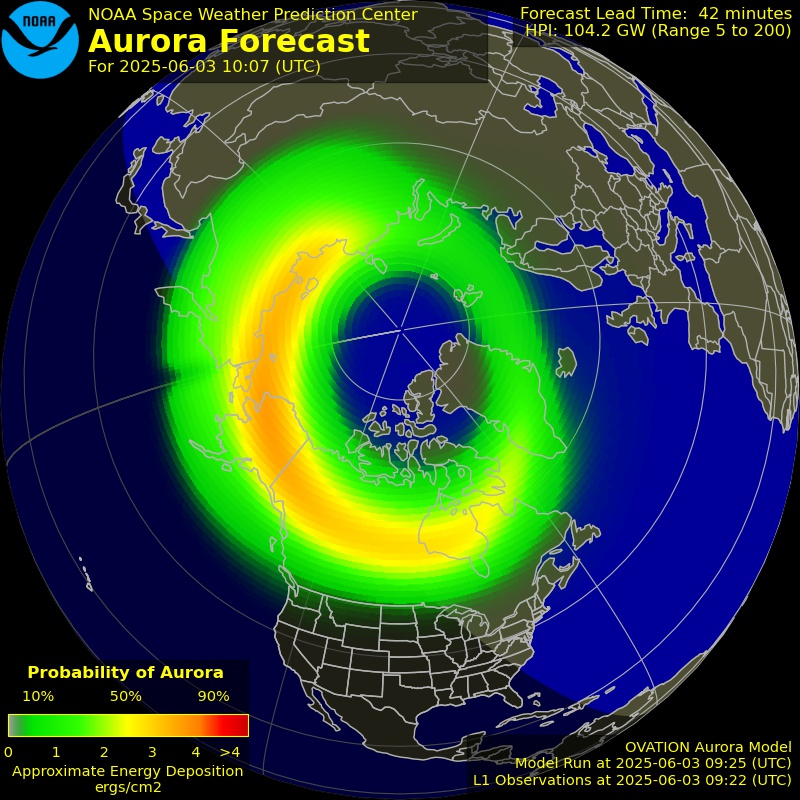 NOAA
NOAA Space Weather Prediction Center
Aurora Forecast
For 2025-06-03 10:07 (UTC)
Forecast Lead Time: 42 minutes
HPI: 104.2 GW (Range 5 to 200)
Probability of Aurora
10% 50% 90%
0 1 2 3 4 >4
Approximate Energy Deposition
ergs/cm2
OVATION Aurora Model
Model Run at 2025-06-03 09:25 (UTC)
L1 Observations at 2025-06-03 09:22 (UTC)